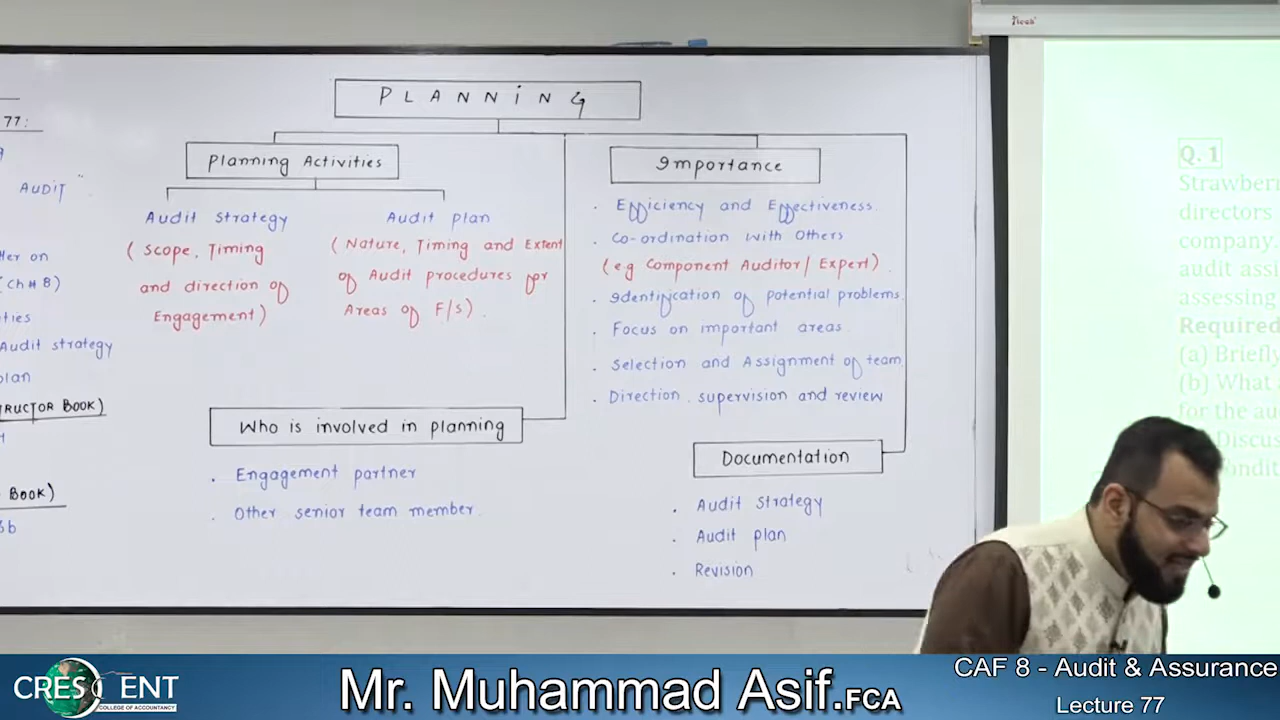 77:
AUDIT "
(Ch # 8)
Audit strategy
plan
BOOK)
BOOK)
PLANNING
Planning Activities
Audit Strategy
(Scope, Timing
and direction of
Engagement)
Audit plan
(Nature, Timing and Extent
of Audit procedures for
Areas of F/S).
Who is involved in planning
. Engagement partner
. Other senior team member.
Importance
. Efficiency and Effectiveness.
. Co-ordination with Others
(eg Component Auditor/Expert).
. Identification of potential problems.
. Focus on important areas.
. Selection and Assignment of team
. Direction, supervision and review
Documentation
. Audit Strategy
. Audit plan
. Revision
Q. 1
directors
company.
assessing
Required
(a) Briefly
(b) What
for the au
CRESCENT
COLLEGE OF ACCOUNTANCY
Mr. Muhammad Asif.FCA
CAF 8 - Audit & Assurance
Lecture 77